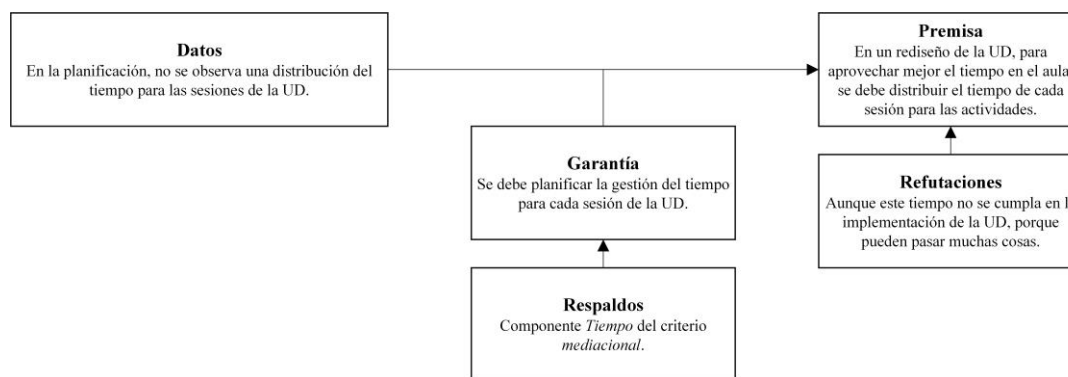 Datos
En la planificación, no se observa una distribución del
tiempo para las sesiones de la UD.
Premisa
En un rediseño de la UD, para
aprovechar mejor el tiempo en el aula
se debe distribuir el tiempo de cada
sesión para las actividades.
Garantía
Se debe planificar la gestión del tiempo
para cada sesión de la UD.
Refutaciones
Aunque este tiempo no se cumpla en l
implementación de la UD, porque
pueden pasar muchas cosas.
Respaldos
Componente Tiempo del criterio
mediacional.